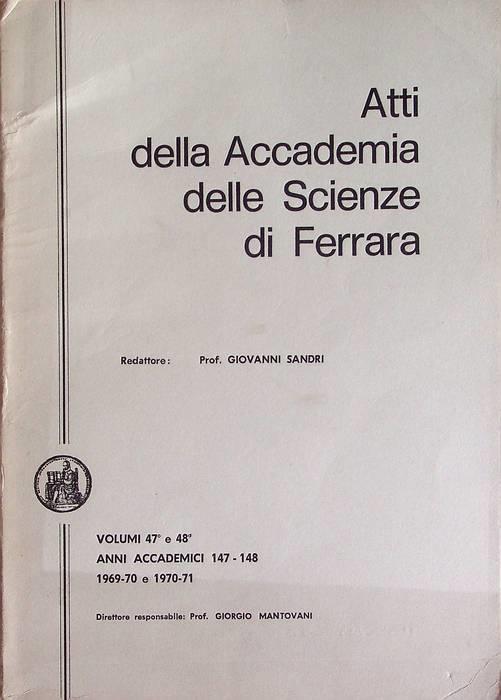 Atti
della Accademia
delle Scienze
di Ferrara
Redattore: Prof. GIOVANNI SANDRI
VOLUMI 47° e 48°
ANNI ACCADEMICI 147 - 148
1969-70 e 1970-71
Direttore responsabile: Prof. GIORGIO MANTOVANI